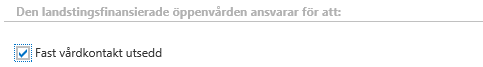 Den landstingsfinansierade öppenvården ansvarar för att:
Fast vårdkontakt utsedd